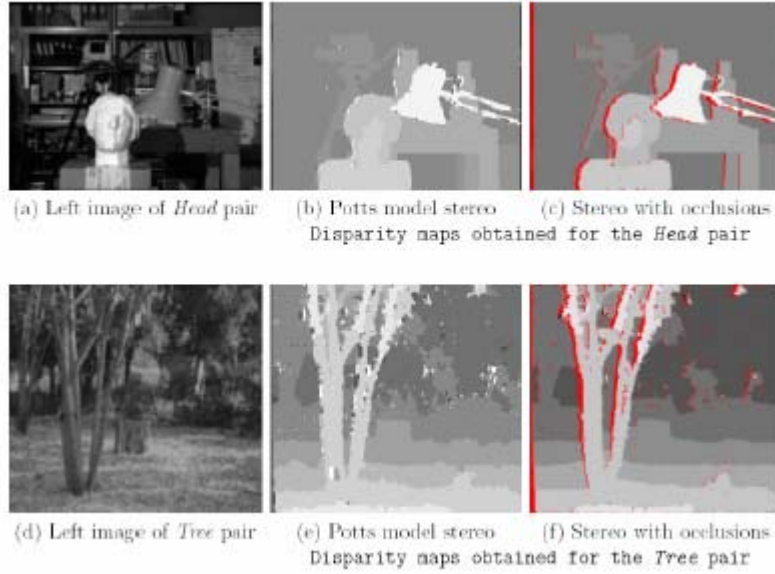 (a) Left image of Head pair
(b) Potts model stereo
(c) Stereo with occlusions
Disparity maps obtained for the Head pair
(d) Left image of Tree pair
(e) Potts model stereo
(f) Stereo with occlusions
Disparity maps obtained for the Tree pair